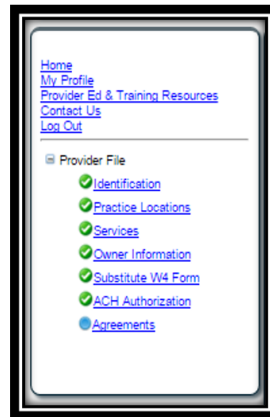 Home
My Profile
Provider Ed & Training Resources
Contact Us
Log Out
Provider File
Identification
Practice Locations
Services
Owner Information
Substitute W4 Form
ACH Authorization
Agreements